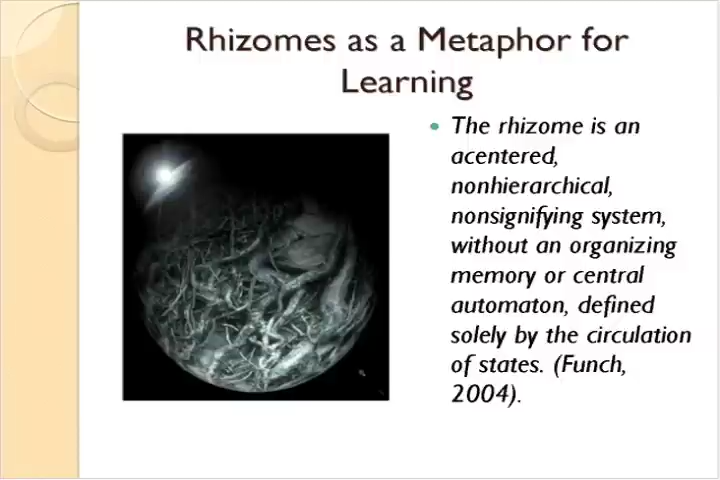 Rhizomes as a Metaphor for
Learning
The rhizome is an
acentered,
nonhierarchical,
nonsignifying system,
without an organizing
memory or central
automaton, defined
solely by the circulation
of states. (Funch,
2004).